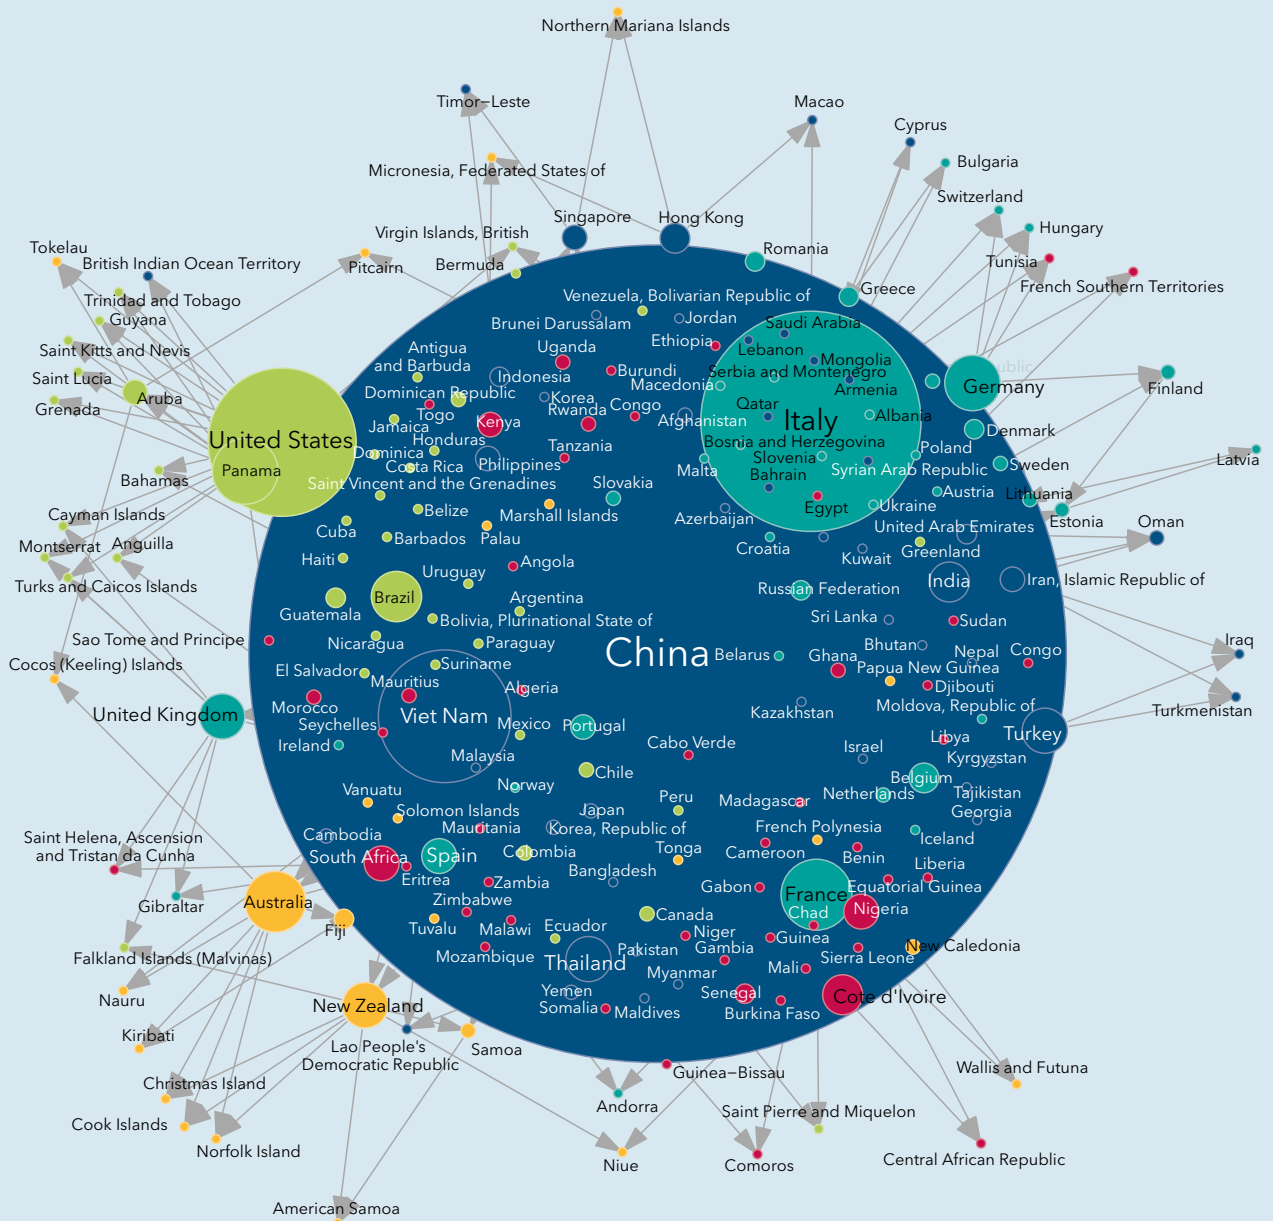 Northern Mariana Islands
Timor–Leste
Macao
Cyprus
Bulgaria
Micronesia, Federated States of
Switzerland
Singapore
Hong Kong
Virgin Islands, British
Hungary
Tokelau
Romania
British Indian Ocean Territory
Pitcairn
Bermuda
Tunisia
French Southern Territories
Greece
Trinidad and Tobago
Venezuela, Bolivarian Republic of
Guyana
Brunei Darussalam
Jordan
Saudi Arabia
Ethiopia
Lebanon
Saint Kitts and Nevis
Antigua
and Barbuda
Uganda
Mongolia
Burundi
Serbia and Montenegro
Saint Lucia
Indonesia
Macedonia
Armenia
ublic
Germany
Finland
Grenada
Aruba
Dominican Republic
Korea
Togo
Rwanda
Congo
Qatar
Afghanistan
Italy
Albania
Jamaica
Kenya
United States
Honduras
Tanzania
Bosnia and Herzegovina
Poland
Denmark
Dominica
Costa Rica
Philippines
Slovenia
Malta
Syrian Arab Republic
Sweden
Latvia
Panama
Bahamas
Saint Vincent and the Grenadines
Slovakia
Bahrain
Austria
Lithuania
Cayman Islands
Belize
Marshall Islands
Egypt
Ukraine
Azerbaijan
United Arab Emirates
Estonia
Oman
Cuba
Barbados
Palau
Montserrat
Anguilla
Croatia
Kuwait
Greenland
Haiti
Angola
Uruguay
Turks and Caicos Islands
India
Iran, Islamic Republic of
Russian Federation
Brazil
Argentina
Guatemala
Bolivia, Plurinational State of
Sri Lanka
Sudan
Sao Tome and Principe
Nicaragua
Paraguay
China
Bhutan
Iraq
Belarus
Ghana
Nepal
Congo
Cocos (Keeling) Islands
El Salvador
Suriname
Papua New Guinea
Mauritius
Algeria
Djibouti
Morocco
Moldova, Republic of
United Kingdom
Viet Nam
Kazakhstan
Turkmenistan
Seychelles
Mexico
Portugal
Turkey
Ireland
Cabo Verde
Libya
Israel
Malaysia
Kyrgyzstan
Chile
Belgium
Norway
Vanuatu
Peru
Madagascar
Netherlands
Tajikistan
Solomon Islands
Japan
Georgia
Mauritania
Korea, Republic of
French Polynesia
Saint Helena, Ascension
and Tristan da Cunha
Cambodia
Iceland
Tonga
Cameroon
South Africa
Spain
Colombia
Benin
Liberia
Bangladesh
Eritrea
Zambia
Gabon
France
Equatorial Guinea
Gibraltar
Australia
Zimbabwe
Canada
Chad
Nigeria
Fiji
Tuvalu
Malawi
Ecuador
Niger
Guinea
New Caledonia
Falkland Islands (Malvinas)
Mozambique
Pakistan
Gambia
Sierra Leone
Thailand
Mali
Myanmar
Nauru
Yemen
Senegal
Cote d'Ivoire
New Zealand
Somalia
Maldives
Burkina Faso
Kiribati
Lao People's
Democratic Republic
Samoa
Guinea–Bissau
Wallis and Futuna
Christmas Island
Andorra
Saint Pierre and Miquelon
Cook Islands
Norfolk Island
Niue
Comoros
Central African Republic
American Samoa